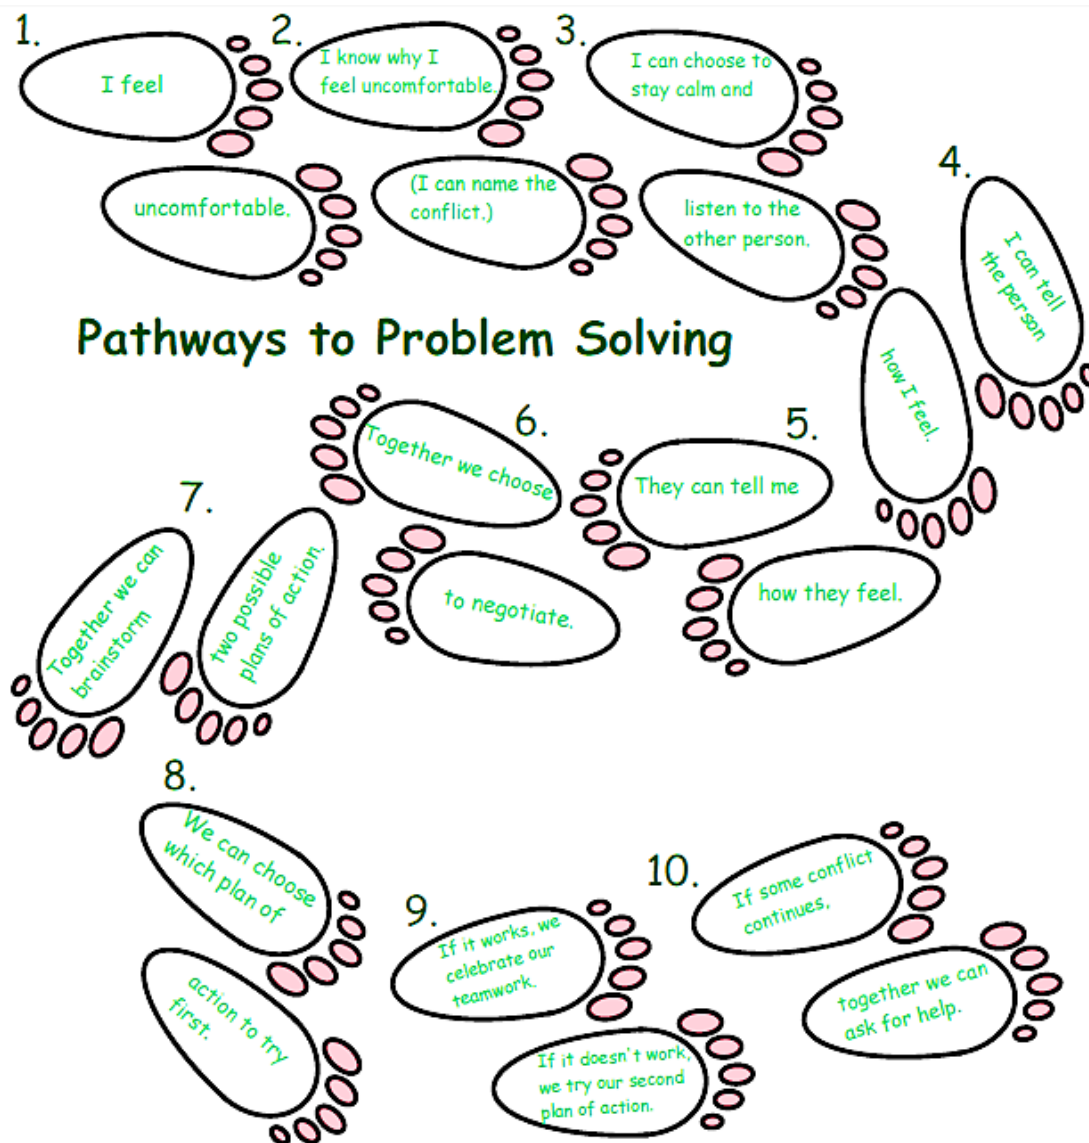 1.
I feel
uncomfortable.
2.
I know why I
feel uncomfortable.
(I can name the
conflict.)
3.
I can choose to
stay calm and
listen to the
other person.
4.
I can tell
the person
how I feel.
Pathways to Problem Solving
5.
They can tell me
how they feel.
6.
Together we choose
to negotiate.
7.
Together we can
brainstorm
two possible
plans of action.
8.
We can choose
which plan of
action to try
first.
9.
If it works, we
celebrate our
teamwork.
If it doesn't work,
we try our second
plan of action.
10.
If some conflict
continues,
together we can
ask for help.